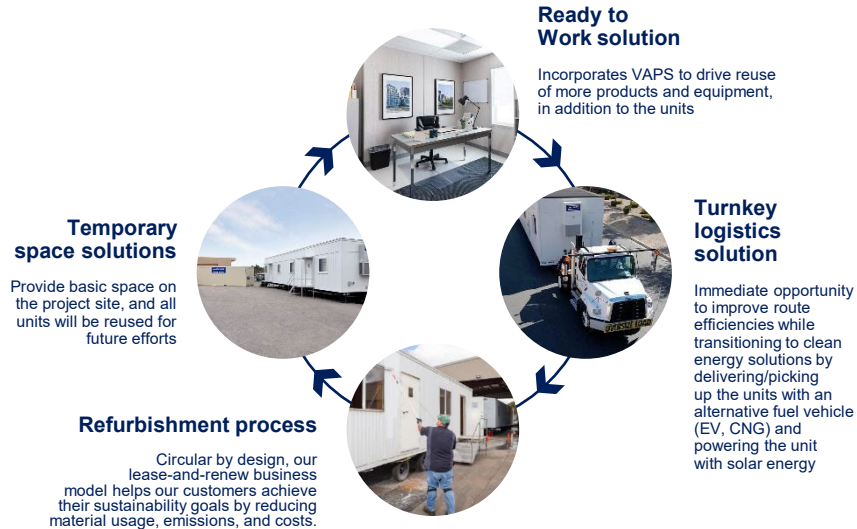 Ready to
Work solution
Incorporates VAPS to drive reuse
of more products and equipment,
in addition to the units
Turnkey
logistics
solution
Immediate opportunity
to improve route
efficiencies while
transitioning to clean
energy solutions by
delivering/picking
up the units with an
alternative fuel vehicle
(EV, CNG) and
powering the unit
with solar energy
Temporary
space solutions
Provide basic space on
the project site, and all
units will be reused for
future efforts
Refurbishment process
Circular by design, our
lease-and-renew business
model helps our customers achieve
their sustainability goals by reducing
material usage, emissions, and costs.
OVERSIZE LOAD